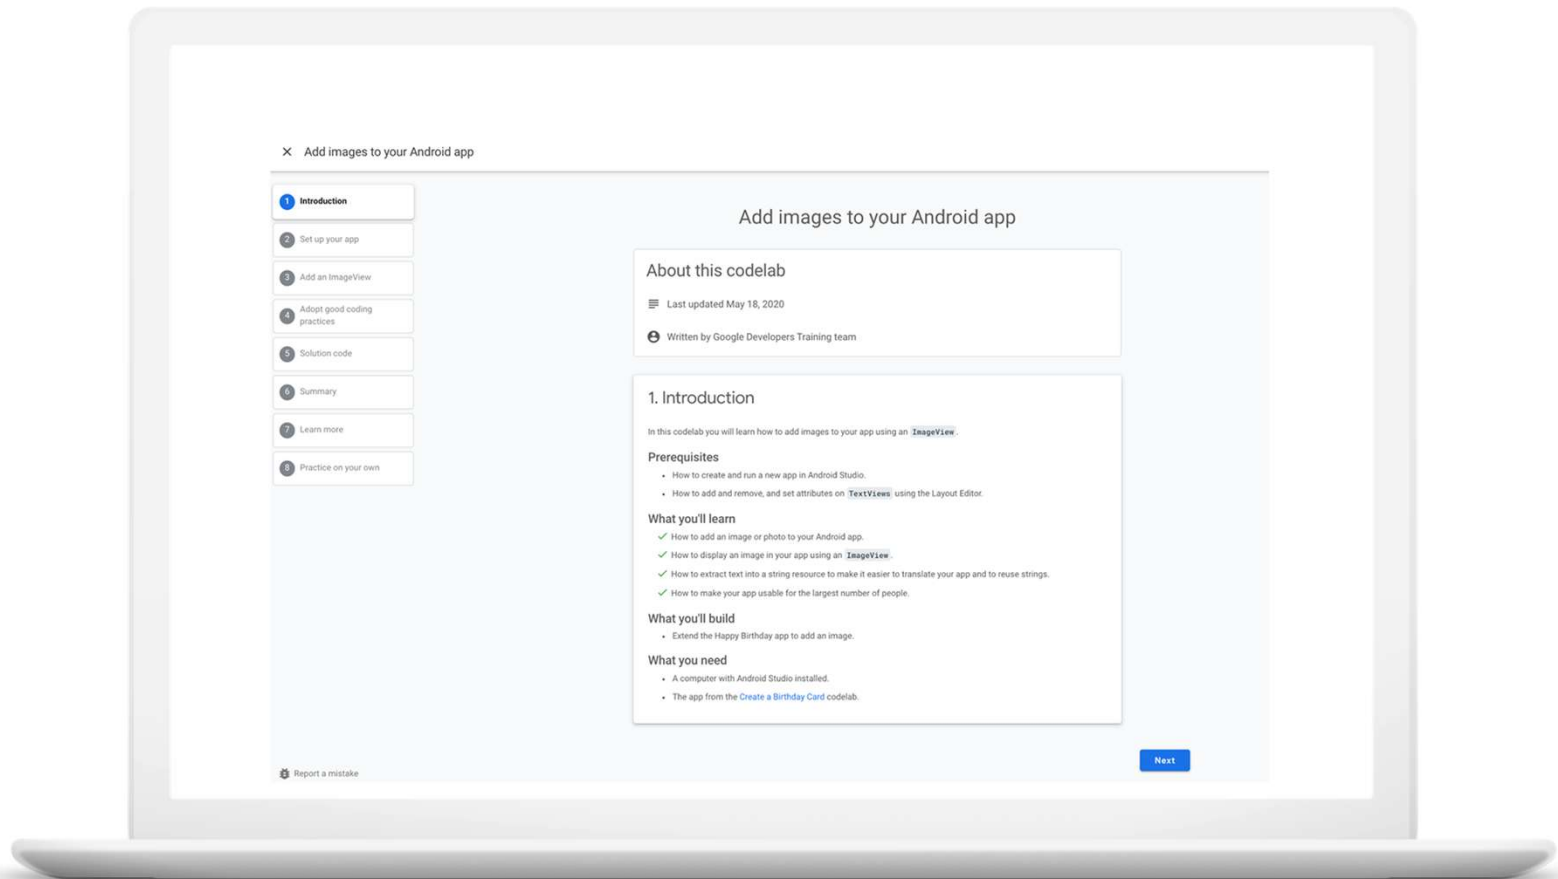 Add images to your Android app
1 Introduction
2 Set up your app
3 Add an ImageView
4 Adopt good coding
practices
5 Solution code
6 Summary
7 Learn more
8 Practice on your own
Report a mistake
Add images to your Android app
About this codelab
Last updated May 18, 2020
Written by Google Developers Training team
1. Introduction
In this codelab you will learn how to add images to your app using an ImageView.
Prerequisites
• How to create and run a new app in Android Studio.
• How to add and remove, and set attributes on TextViews using the Layout Editor.
What you'll learn
✓ How to add an image or photo to your Android app.
✓ How to display an image in your app using an ImageView.
✓ How to extract text into a string resource to make it easier to translate your app and to reuse strings.
✓ How to make your app usable for the largest number of people.
What you'll build
• Extend the Happy Birthday app to add an image.
What you need
• A computer with Android Studio installed.
• The app from the Create a Birthday Card codelab.
Next